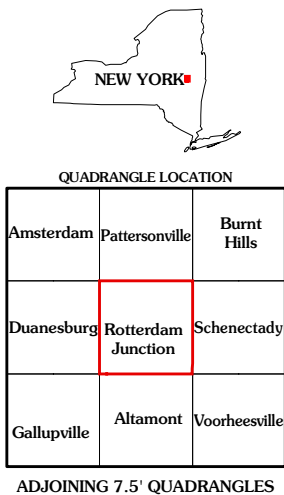 NEW YORK
QUADRANGLE LOCATION
Amsterdam
Pattersonville
Burnt
Hills
Duanesburg
Rotterdam
Junction
Schenectady
Gallupville
Altamont
Voorheesville
ADJOINING 7.5' QUADRANGLES